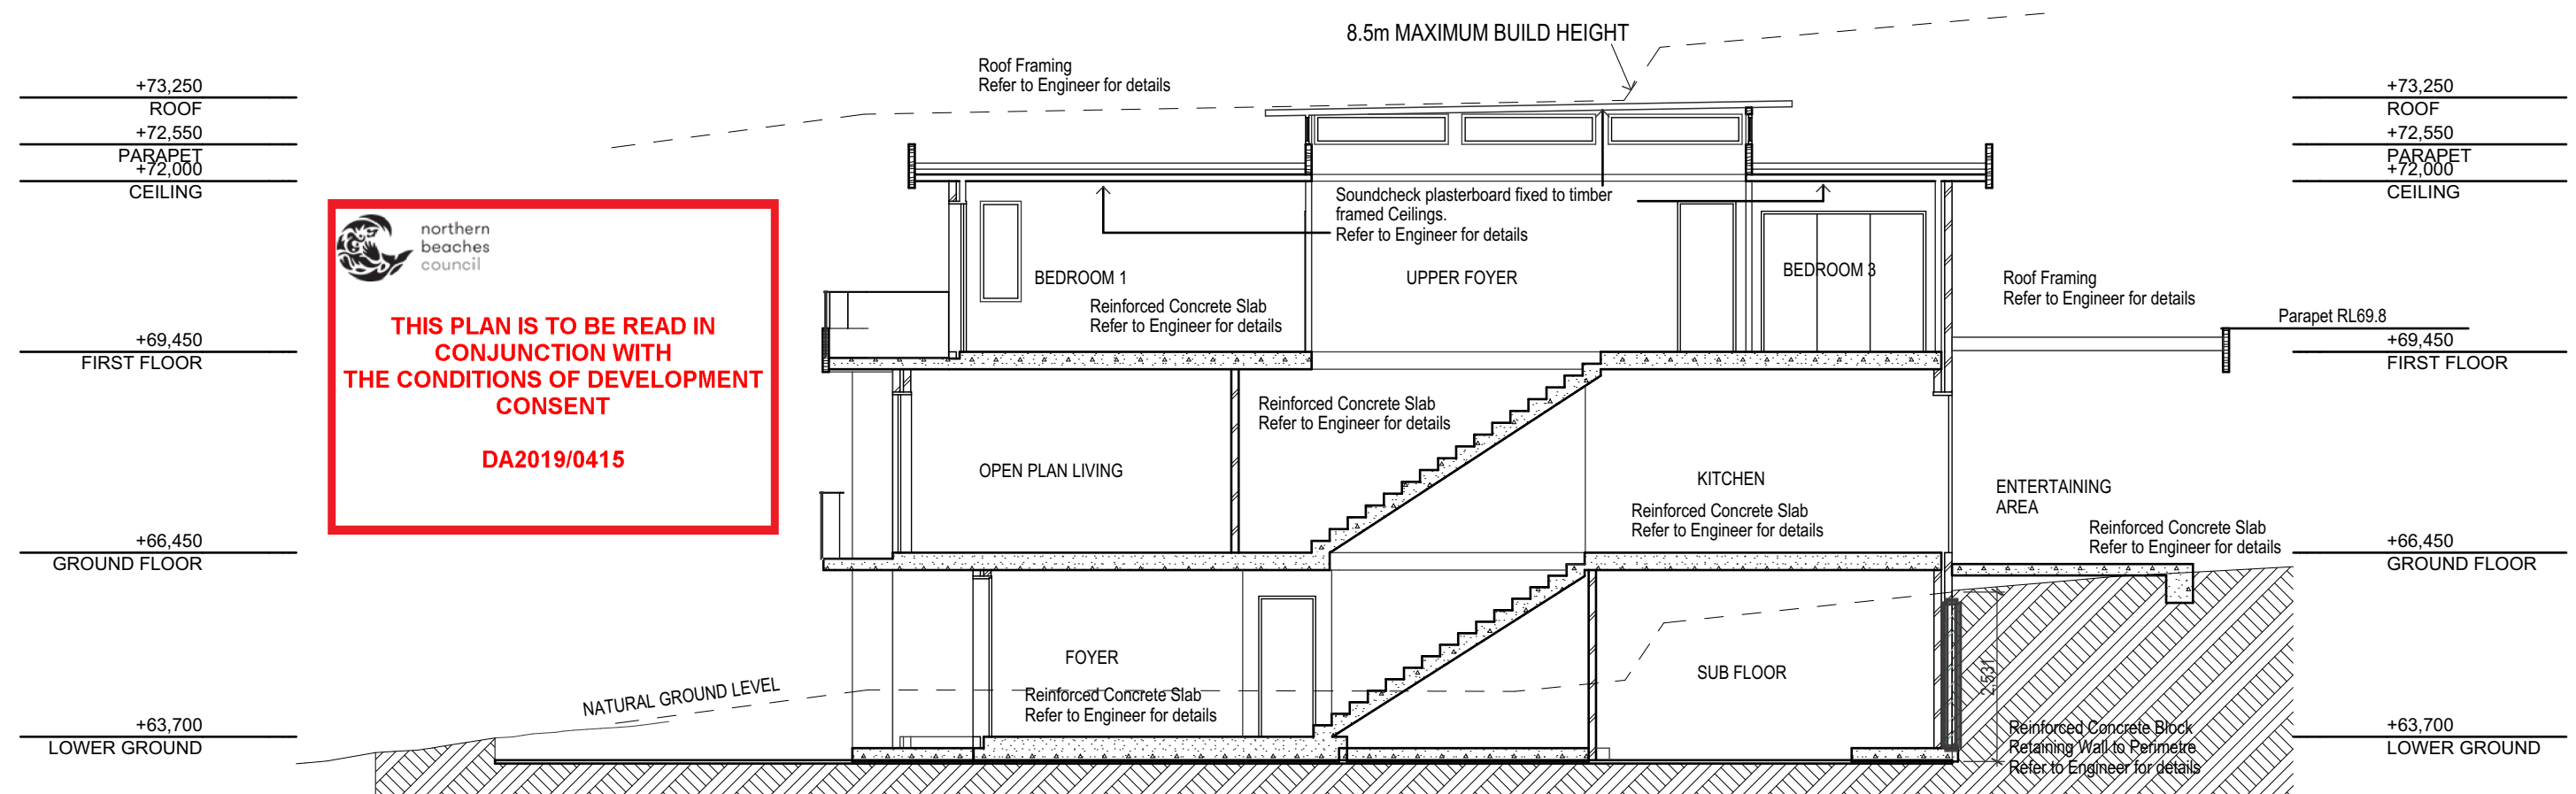 8.5m MAXIMUM BUILD HEIGHT
Roof Framing
Refer to Engineer for details
+73,250
ROOF
+72,550
PARAPET
+72,000
CEILING
+73,250
ROOF
+72,550
PARAPET
+72,000
CEILING
northern
beaches
council
THIS PLAN IS TO BE READ IN
CONJUNCTION WITH
THE CONDITIONS OF DEVELOPMENT
CONSENT
DA2019/0415
Soundcheck plasterboard fixed to timber
framed Ceilings.
Refer to Engineer for details
BEDROOM 1
UPPER FOYER
BEDROOM 3
Reinforced Concrete Slab
Refer to Engineer for details
Roof Framing
Refer to Engineer for details
Parapet RL69.8
+69,450
FIRST FLOOR
+69,450
FIRST FLOOR
Reinforced Concrete Slab
Refer to Engineer for details
OPEN PLAN LIVING
KITCHEN
Reinforced Concrete Slab
Refer to Engineer for details
ENTERTAINING
AREA
Reinforced Concrete Slab
Refer to Engineer for details
+66,450
GROUND FLOOR
+66,450
GROUND FLOOR
FOYER
SUB FLOOR
2,531
NATURAL GROUND LEVEL
Reinforced Concrete Slab
Refer to Engineer for details
Reinforced Concrete Block
Retaining Wall to Perimetre
Refer to Engineer for details
+63,700
LOWER GROUND
+63,700
LOWER GROUND